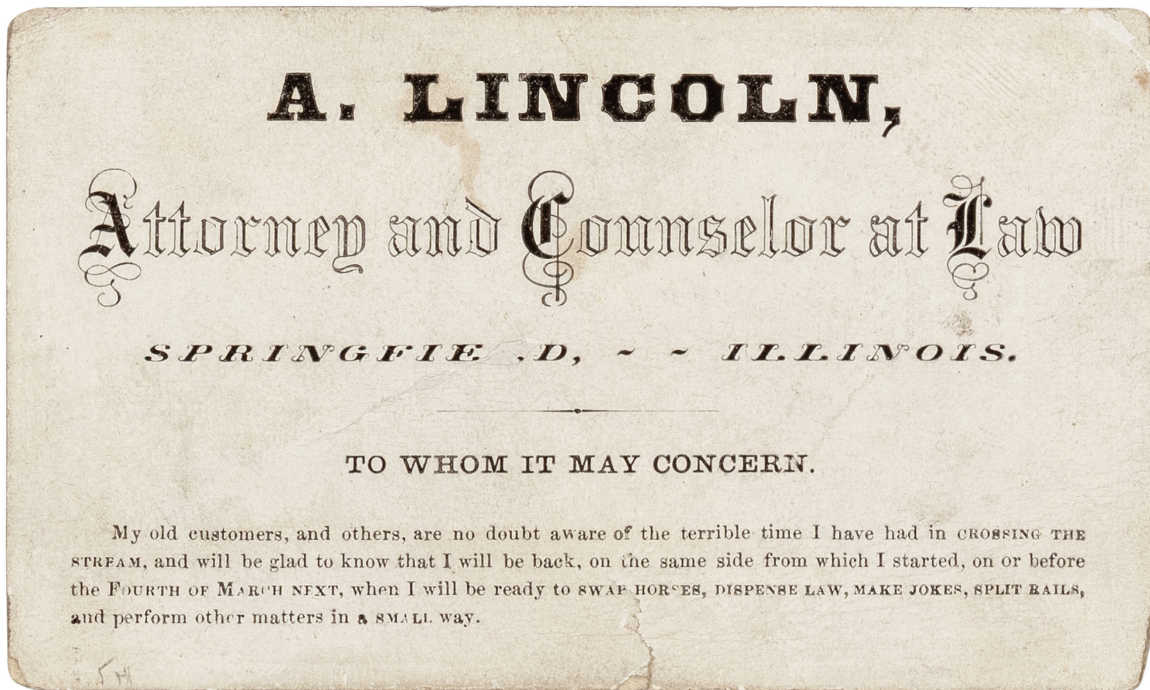 A. LINCOLN,
Attorney and Counselor at Law
SPRINGFIELD, - - ILLINOIS.
TO WHOM IT MAY CONCERN.
My old customers, and others, are no doubt aware of the terrible time I have had in CROSSING THE
STREAM, and will be glad to know that I will be back, on the same side from which I started, on or before
the FOURTH OF MARCH NEXT, when I will be ready to SWAP HORSES, DISPENSE LAW, MAKE JOKES, SPLIT RAILS,
and perform other matters in a SMALL way.